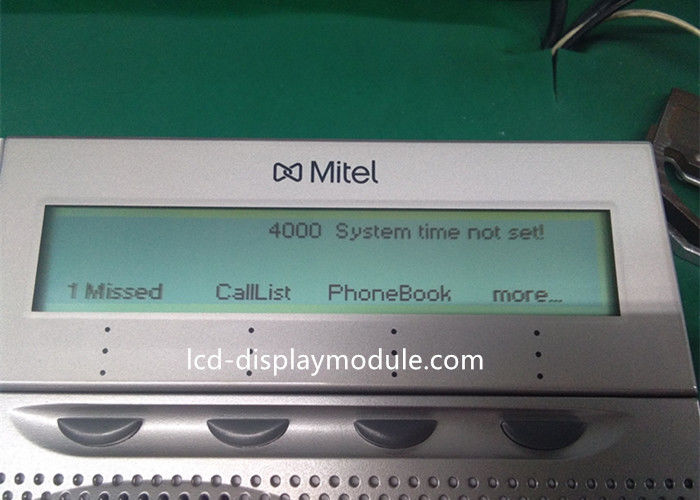 Mitel
4000 System time not set!
1 Missed CallList PhoneBook more...
lcd-displaymodule.com